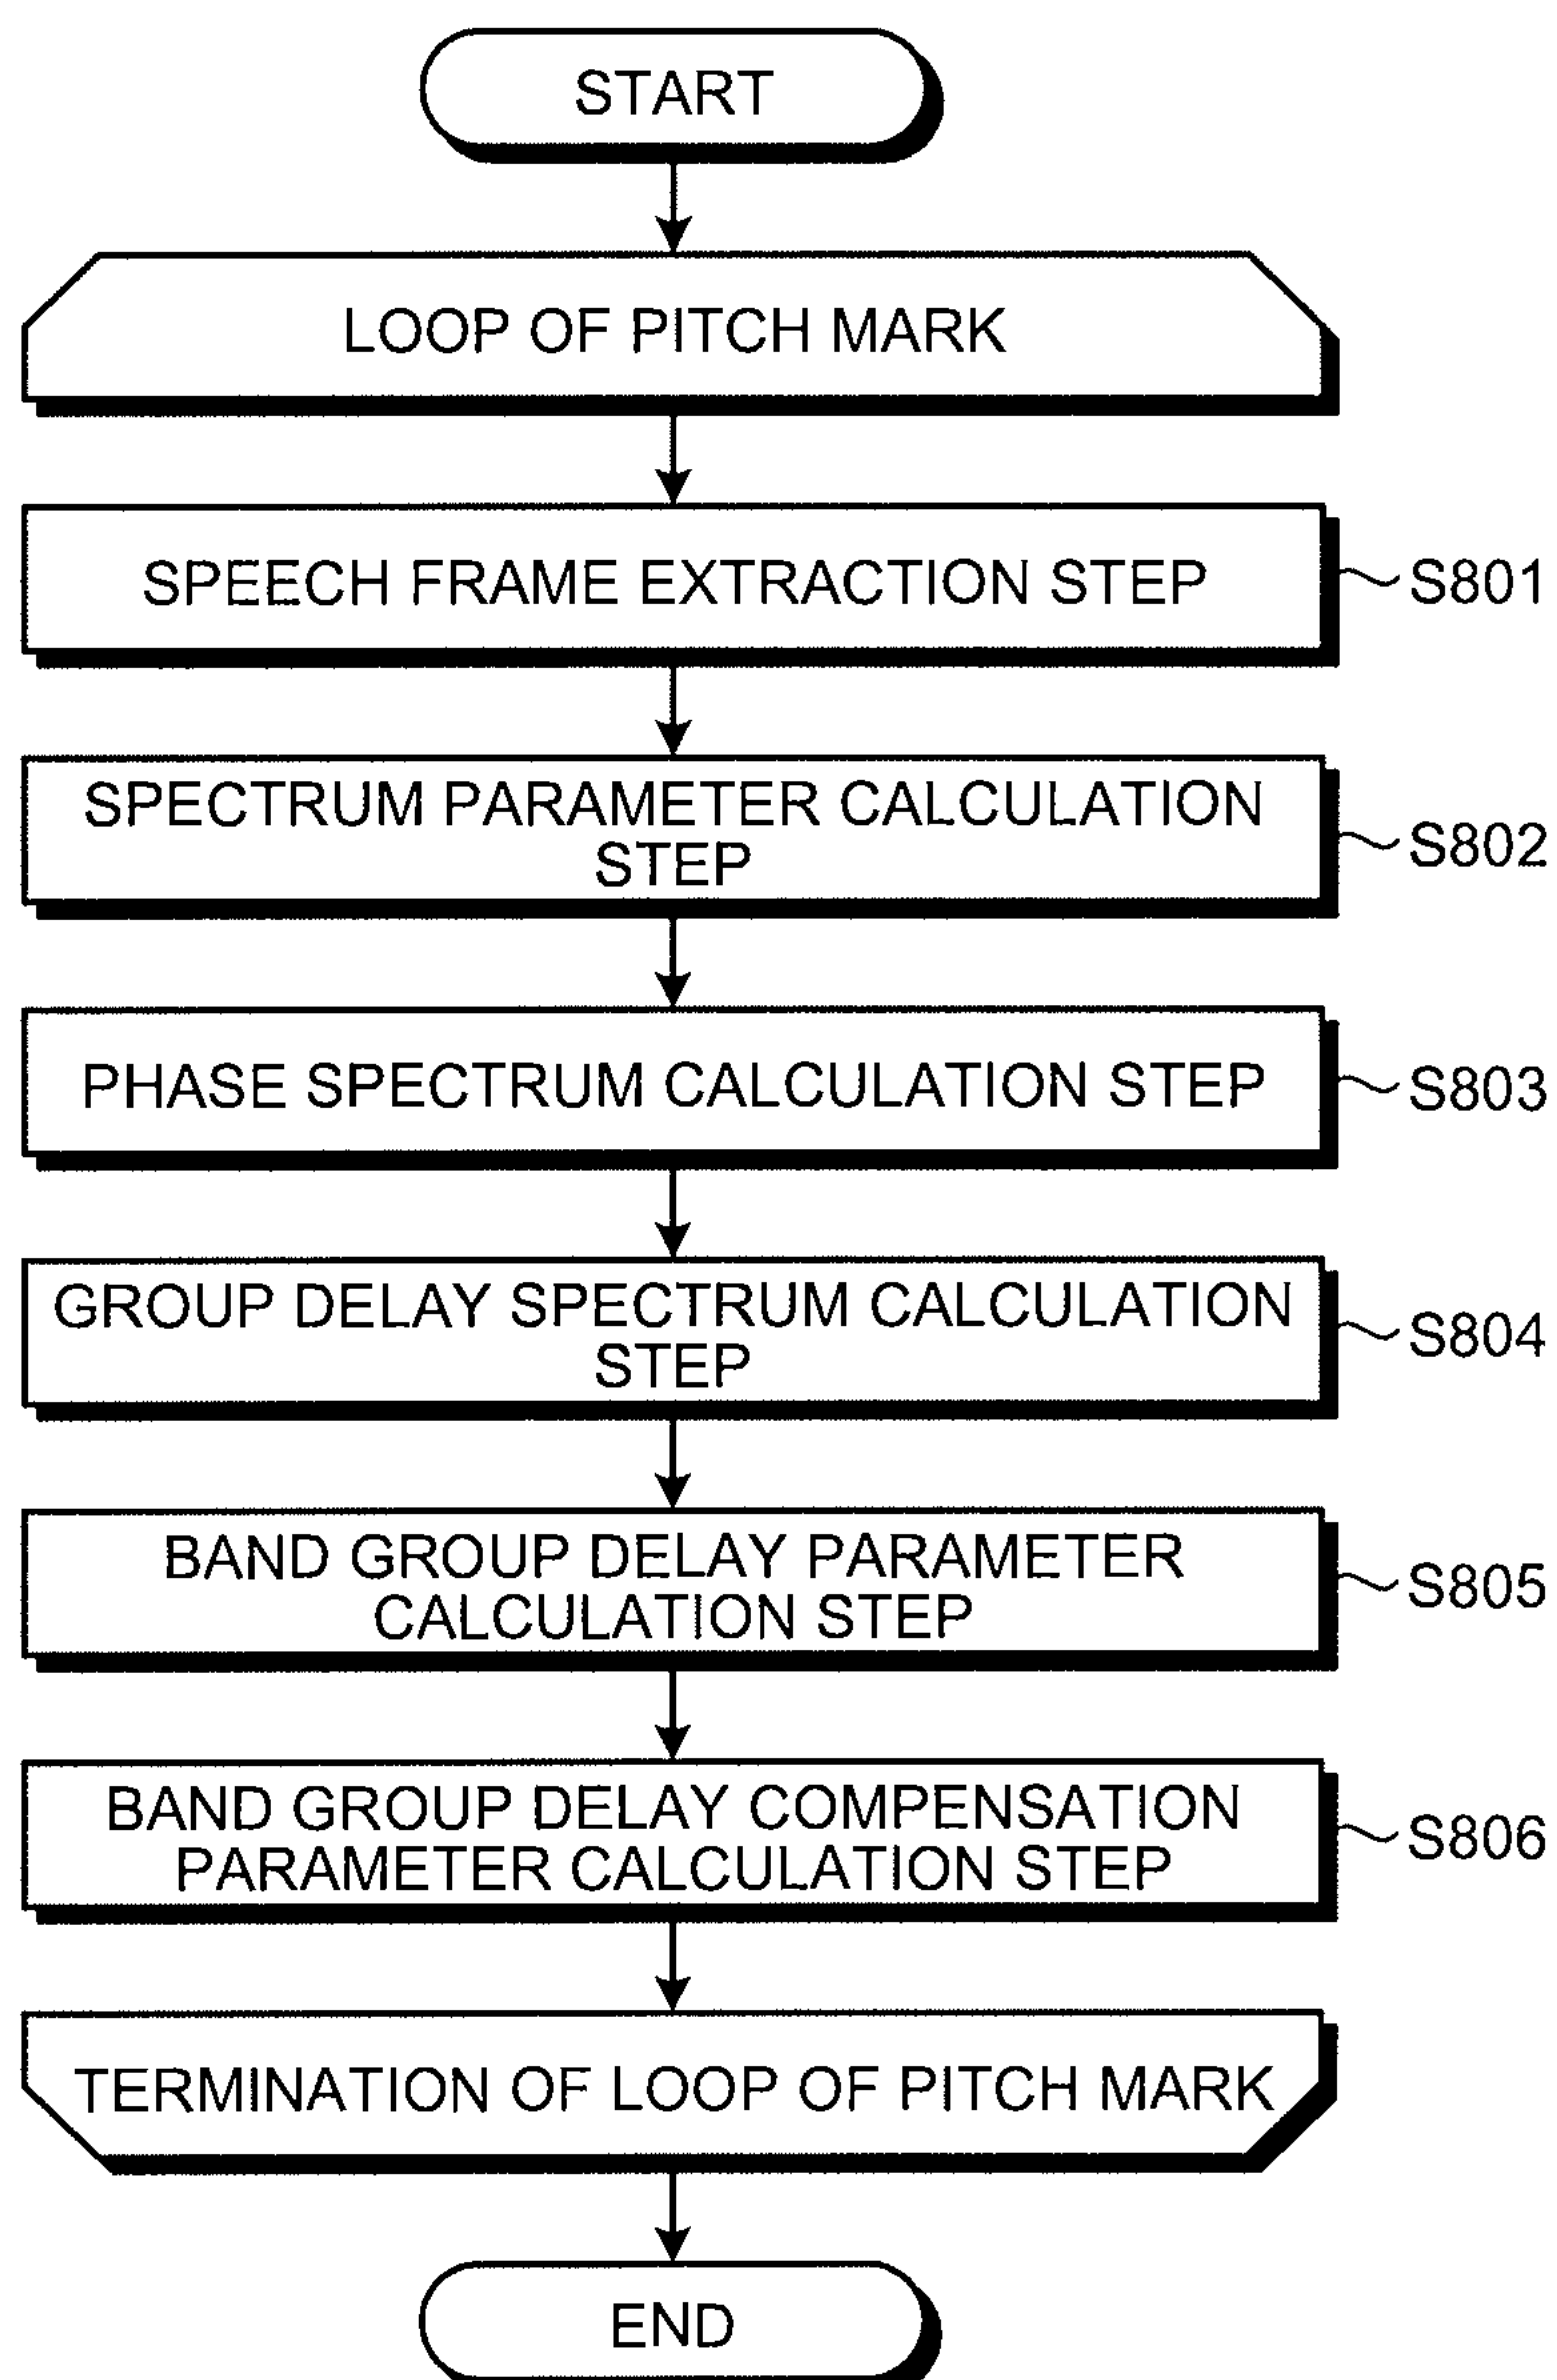 START
LOOP OF PITCH MARK
SPEECH FRAME EXTRACTION STEP
S801
SPECTRUM PARAMETER CALCULATION
STEP
S802
PHASE SPECTRUM CALCULATION STEP
S803
GROUP DELAY SPECTRUM CALCULATION
STEP
S804
BAND GROUP DELAY PARAMETER
CALCULATION STEP
S805
BAND GROUP DELAY COMPENSATION
PARAMETER CALCULATION STEP
S806
TERMINATION OF LOOP OF PITCH MARK
END